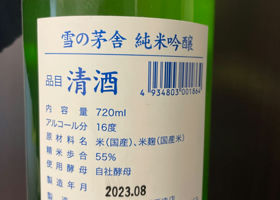 雪の茅舎 純米吟醸
品目 清酒
4 934803 001864
内容量 720ml
アルコール分 16度
原材料名 米(国産)、米麹(国産米)
精米歩合 55%
使用酵母 自社酵母
製造年月 2023.08